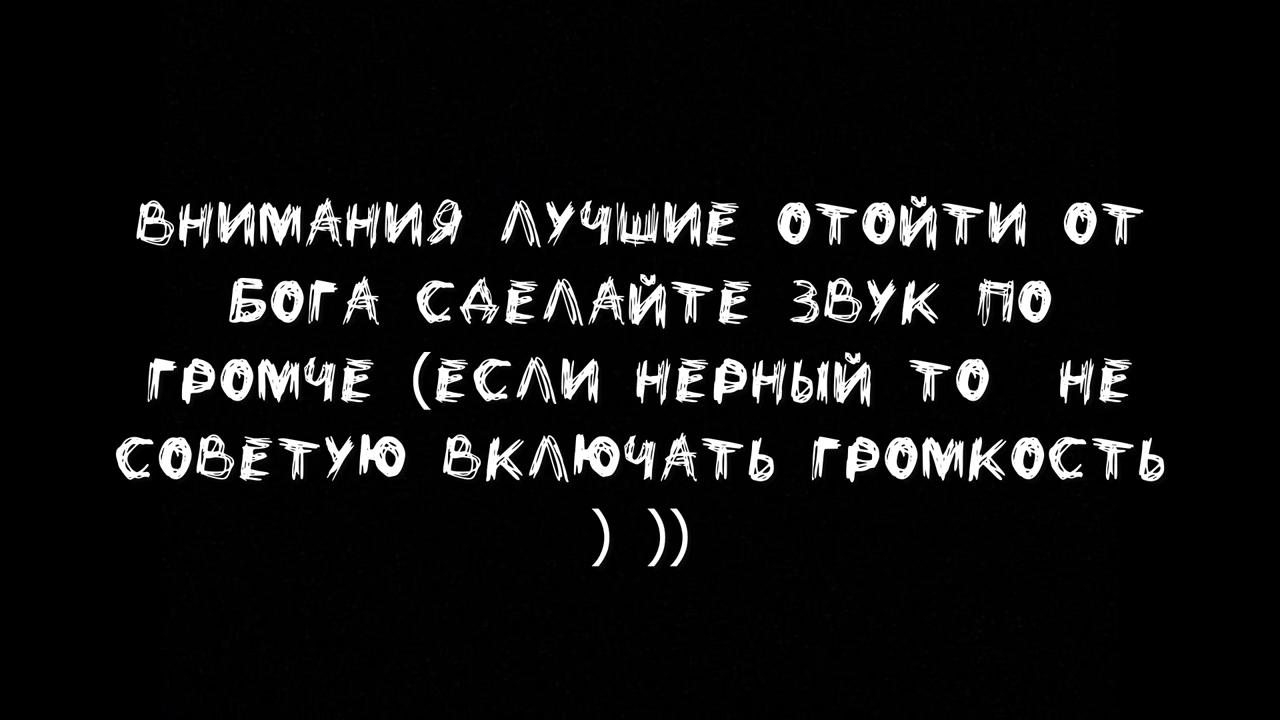 ВНИМАНИЯ ЛУЧШИЕ ОТОЙТИ ОТ
БОГА СДЕЛАЙТЕ ЗВУК ПО
ГРОМЧЕ (ЕСЛИ НЕРНЫЙ ТО НЕ
СОВЕТУЮ ВКЛЮЧАТЬ ГРОМКОСТЬ
) ))